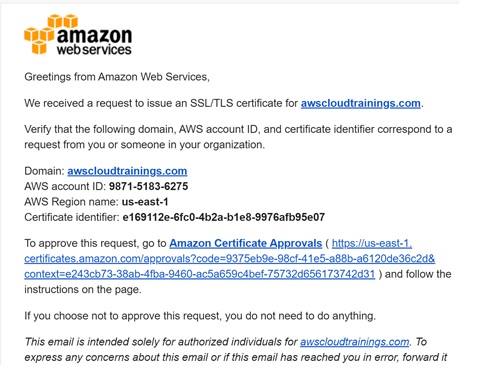 amazon
webservices
Greetings from Amazon Web Services,
We received a request to issue an SSL/TLS certificate for awscloudtrainings.com.
Verify that the following domain, AWS account ID, and certificate identifier correspond to a
request from you or someone in your organization.
Domain: awscloudtrainings.com
AWS account ID: 9871-5183-6275
AWS Region name: us-east-1
Certificate identifier: e169112e-6fc0-4b2a-b1e8-9976afb95e07
To approve this request, go to Amazon Certificate Approvals ( https://us-east-1.
certificates.amazon.com/approvals?code=9375eb9e-98cf-41e5-a88b-a6120de36c2d&
context=e243cb73-38ab-4fba-9460-ac5a659c4bef-75732d656173742d31 ) and follow the
instructions on the page.
If you choose not to approve this request, you do not need to do anything.
This email is intended solely for authorized individuals for awscloudtrainings.com. To
express any concerns about this email or if this email has reached you in error, forward it